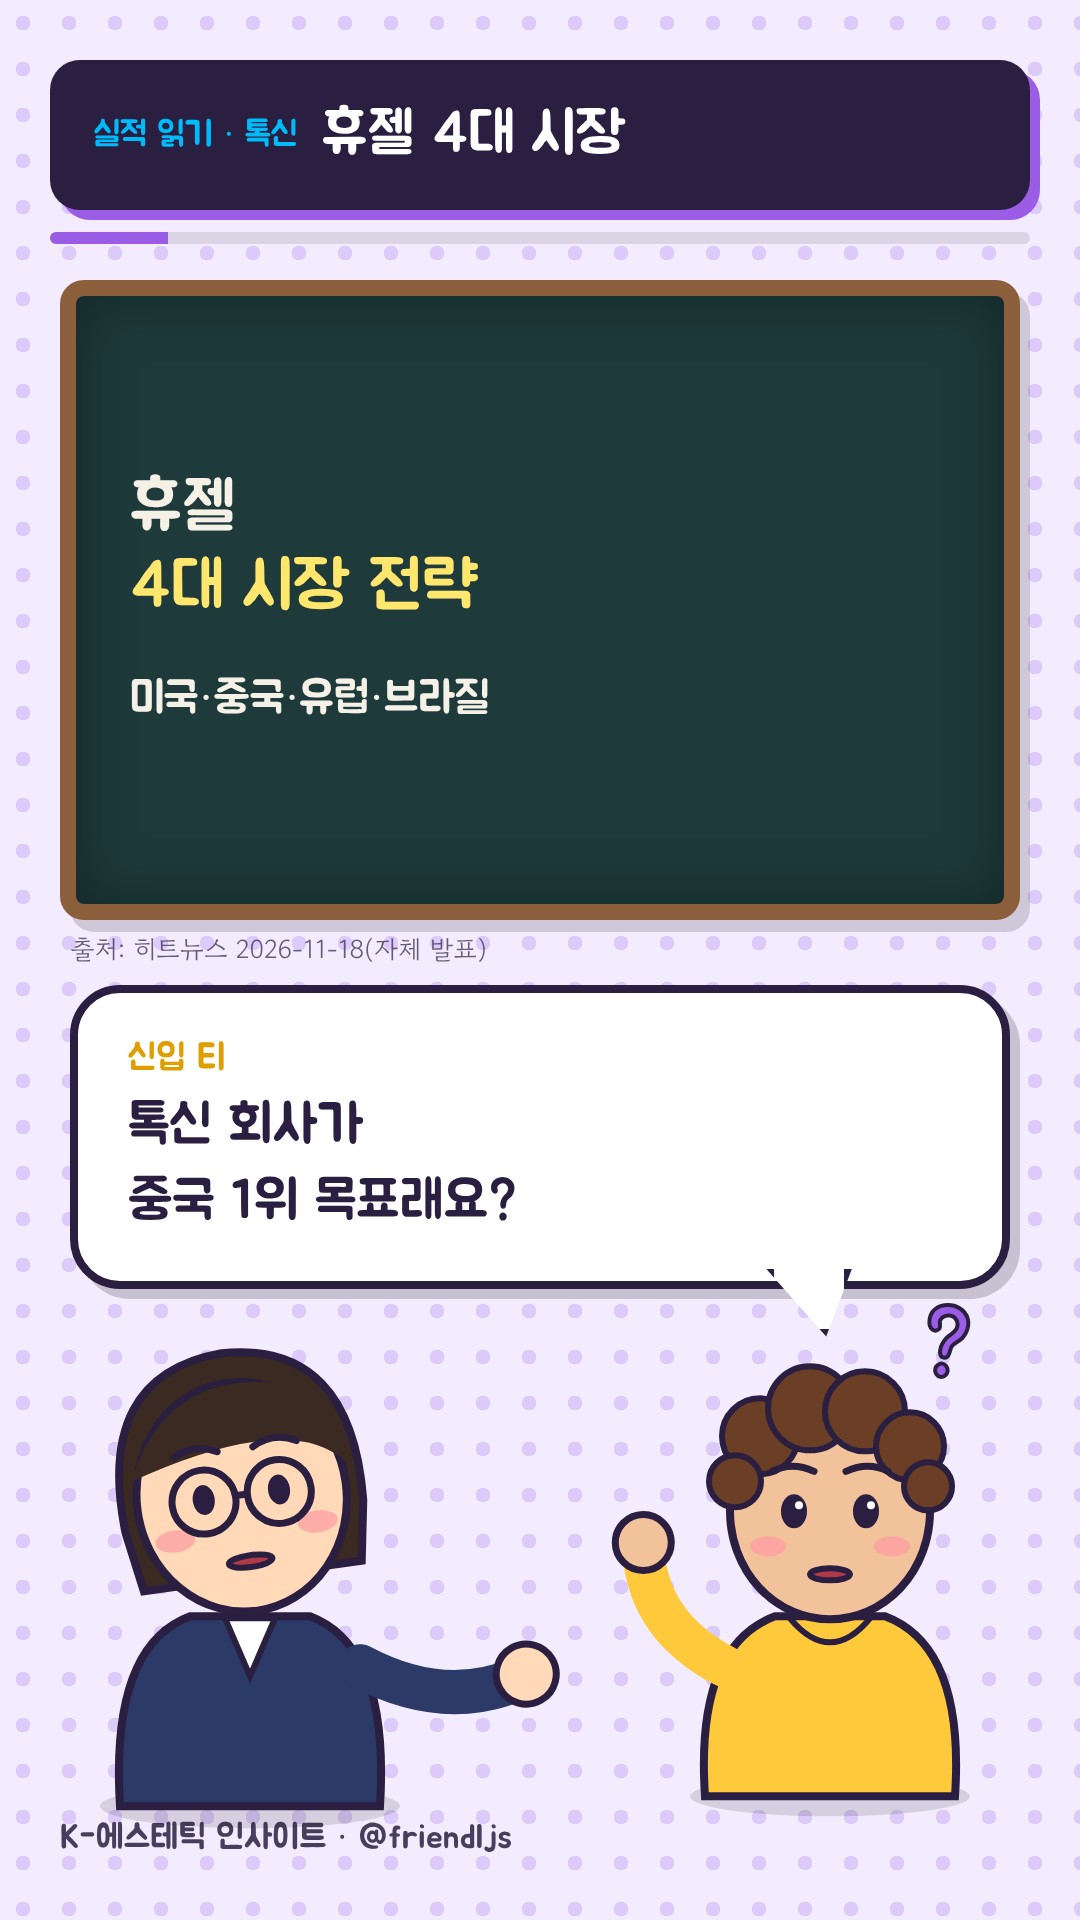 실적 읽기 · 톡신 휴젤 4대 시장
휴젤
4대 시장 전략
미국·중국·유럽·브라질
출처: 히트뉴스 2026-11-18(자체 발표)
신입 티
톡신 회사가
중국 1위 목표래요?
?
K-에스테틱 인사이트 · @friendljs